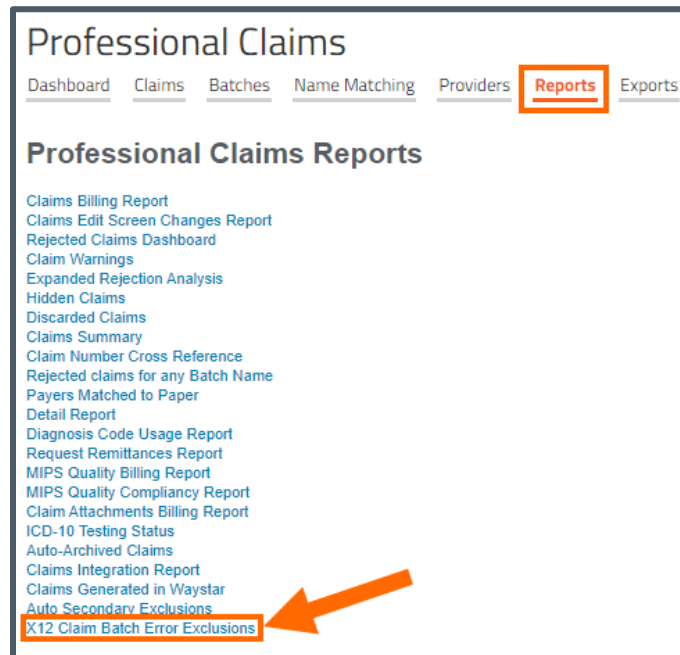 Professional Claims
Dashboard Claims Batches Name Matching Providers Reports Exports
Professional Claims Reports
Claims Billing Report
Claims Edit Screen Changes Report
Rejected Claims Dashboard
Claim Warnings
Expanded Rejection Analysis
Hidden Claims
Discarded Claims
Claims Summary
Claim Number Cross Reference
Rejected claims for any Batch Name
Payers Matched to Paper
Detail Report
Diagnosis Code Usage Report
Request Remittances Report
MIPS Quality Billing Report
MIPS Quality Compliancy Report
Claim Attachments Billing Report
ICD-10 Testing Status
Auto-Archived Claims
Claims Integration Report
Claims Generated in Waystar
Auto Secondary Exclusions
X12 Claim Batch Error Exclusions